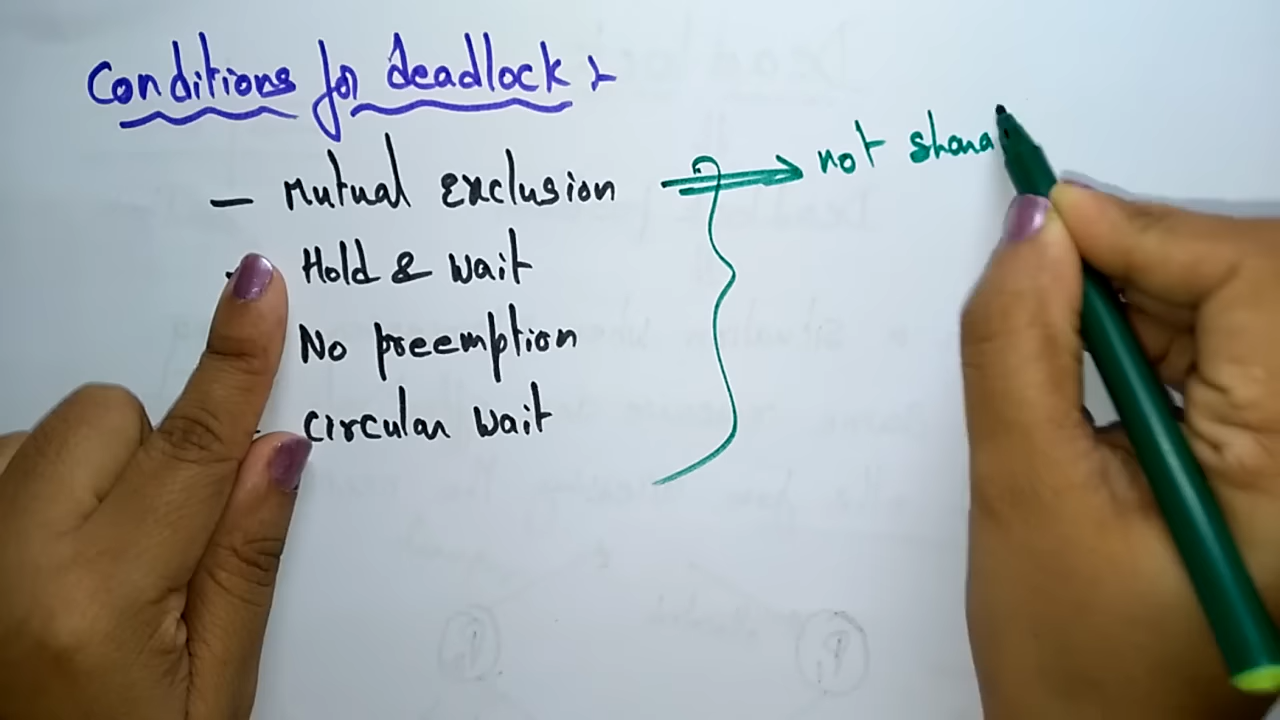 Conditions for deadlock :-
- Mutual exclusion → not shara
- Hold & wait
No preemption
- circular wait